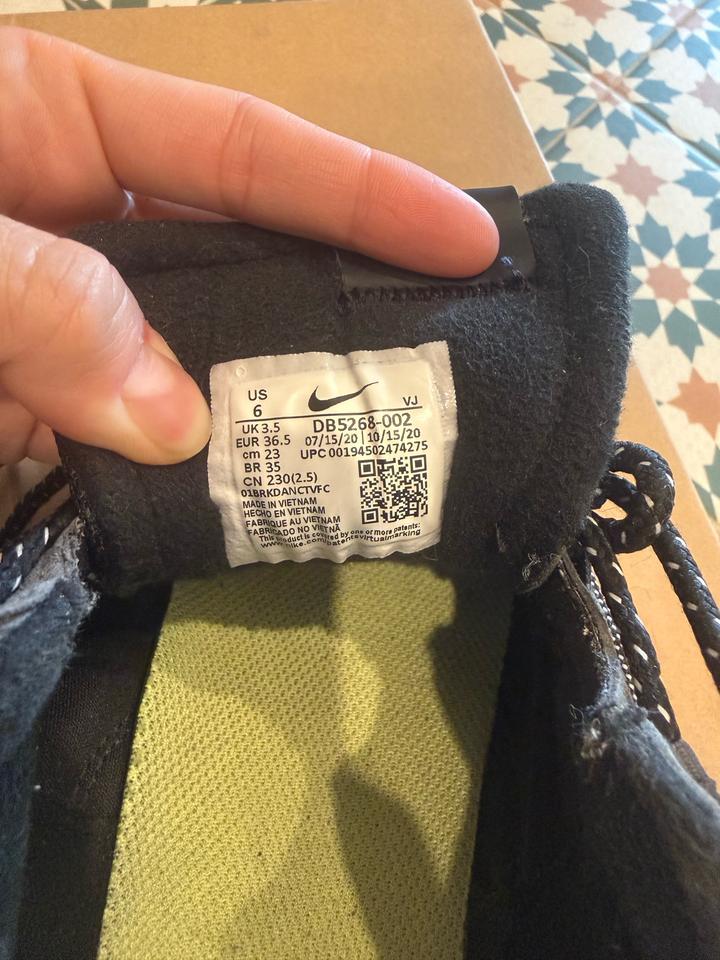 US
6
VJ
UK 3.5
DB5268-002
EUR 36.5
07/15/20 | 10/15/20
cm 23
UPC 00194502474275
BR 35
CN 230(2.5)
01BRKDANCTVFC
MADE IN VIETNAM
HECHO EN VIETNAM
FABRIQUE AU VIETNAM
FABRICADO NO VIETNÃ
This product is covered by one or More patents:
www.nike.com/patentsvirtualmarking